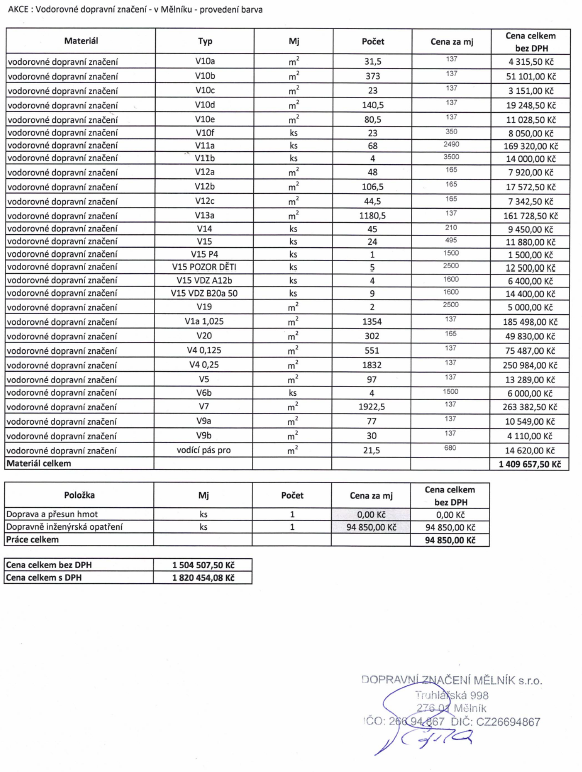 AKCE : Vodorovné dopravní značení - v Mělníku - provedení barva
Materiál Typ Mj Počet Cena za mj Cena celkem bez DPH
vodorovné dopravní značení V10a m² 31,5 137 4 315,50 Kč
vodorovné dopravní značení V10b m² 373 137 51 101,00 Kč
vodorovné dopravní značení V10c m² 23 137 3 151,00 Kč
vodorovné dopravní značení V10d m² 140,5 137 19 248,50 Kč
vodorovné dopravní značení V10e m² 80,5 137 11 028,50 Kč
vodorovné dopravní značení V10f ks 23 350 8 050,00 Kč
vodorovné dopravní značení V11a ks 68 2490 169 320,00 Kč
vodorovné dopravní značení V11b ks 4 3500 14 000,00 Kč
vodorovné dopravní značení V12a m² 48 165 7 920,00 Kč
vodorovné dopravní značení V12b m² 106,5 165 17 572,50 Kč
vodorovné dopravní značení V12c m² 44,5 165 7 342,50 Kč
vodorovné dopravní značení V13a m² 1180,5 137 161 728,50 Kč
vodorovné dopravní značení V14 ks 45 210 9 450,00 Kč
vodorovné dopravní značení V15 ks 24 495 11 880,00 Kč
vodorovné dopravní značení V15 P4 ks 1 1500 1 500,00 Kč
vodorovné dopravní značení V15 POZOR DĚTI ks 5 2500 12 500,00 Kč
vodorovné dopravní značení V15 VDZ A12b ks 4 1600 6 400,00 Kč
vodorovné dopravní značení V15 VDZ B20a 50 ks 9 1600 14 400,00 Kč
vodorovné dopravní značení V19 m² 2 2500 5 000,00 Kč
vodorovné dopravní značení V1a 1,025 m² 1354 137 185 498,00 Kč
vodorovné dopravní značení V20 m² 302 165 49 830,00 Kč
vodorovné dopravní značení V4 0,125 m² 551 137 75 487,00 Kč
vodorovné dopravní značení V4 0,25 m² 1832 137 250 984,00 Kč
vodorovné dopravní značení V5 m² 97 137 13 289,00 Kč
vodorovné dopravní značení V6b ks 4 1500 6 000,00 Kč
vodorovné dopravní značení V7 m² 1922,5 137 263 382,50 Kč
vodorovné dopravní značení V9a m² 77 137 10 549,00 Kč
vodorovné dopravní značení V9b m² 30 137 4 110,00 Kč
vodorovné dopravní značení vodící pás pro m² 21,5 680 14 620,00 Kč
Materiál celkem 1 409 657,50 Kč
Položka Mj Počet Cena za mj Cena celkem bez DPH
Doprava a přesun hmot ks 1 0,00 Kč 0,00 Kč
Dopravně inženýrská opatření ks 1 94 850,00 Kč 94 850,00 Kč
Práce celkem 94 850,00 Kč
Cena celkem bez DPH 1 504 507,50 Kč
Cena celkem s DPH 1 820 454,08 Kč
DOPRAVNÍ ZNAČENÍ MĚLNÍK s.r.o.
Truhlářská 998
276 01 Mělník
IČO: 266 94 867 DIČ: CZ26694867